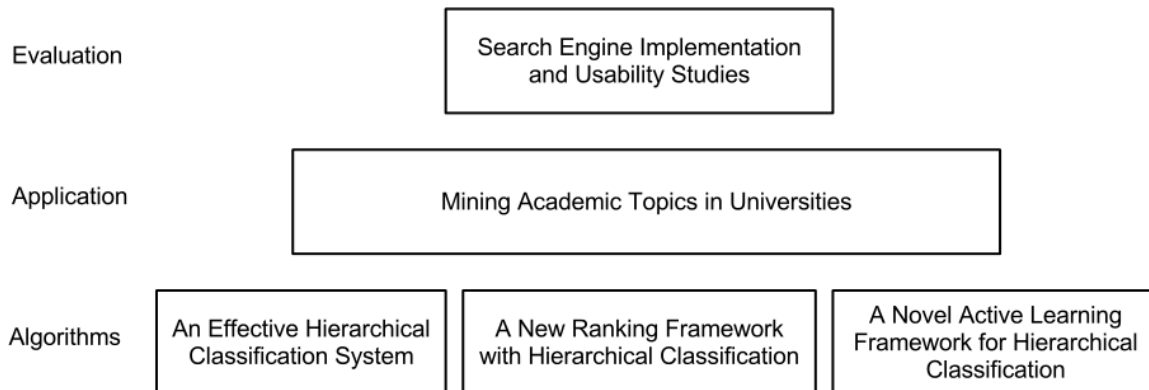 Evaluation
Search Engine Implementation
and Usability Studies
Application
Mining Academic Topics in Universities
Algorithms
An Effective Hierarchical
Classification System
A New Ranking Framework
with Hierarchical Classification
A Novel Active Learning
Framework for Hierarchical
Classification